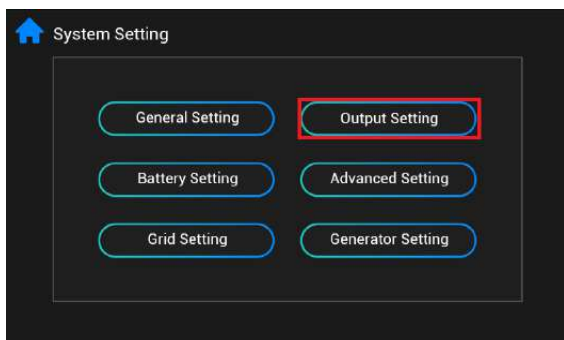 System Setting
General Setting
Output Setting
Battery Setting
Advanced Setting
Grid Setting
Generator Setting